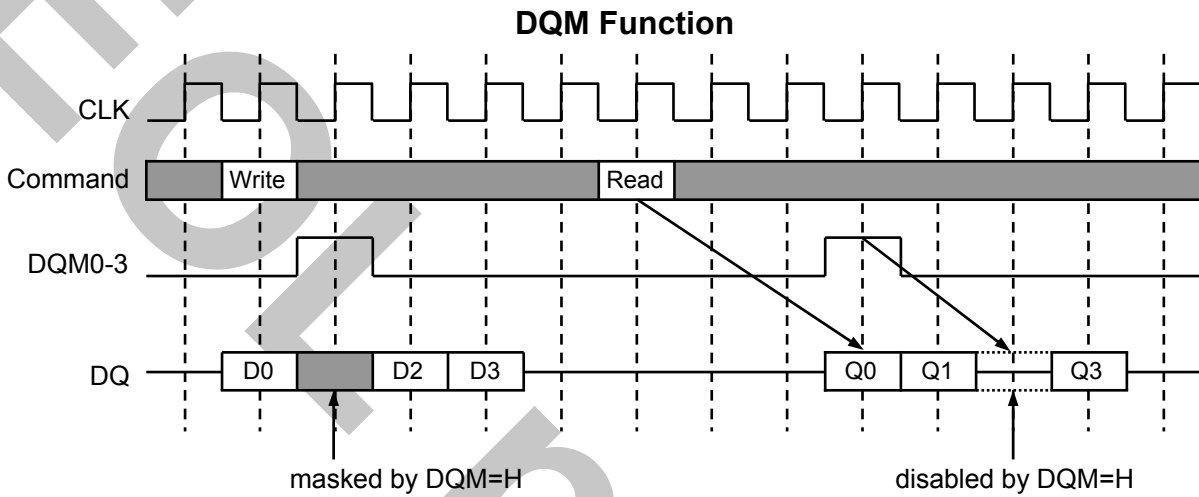 DQM Function
CLK
Command Write Read
DQM0-3
DQ D0 D2 D3 Q0 Q1 Q3
masked by DQM=H disabled by DQM=H